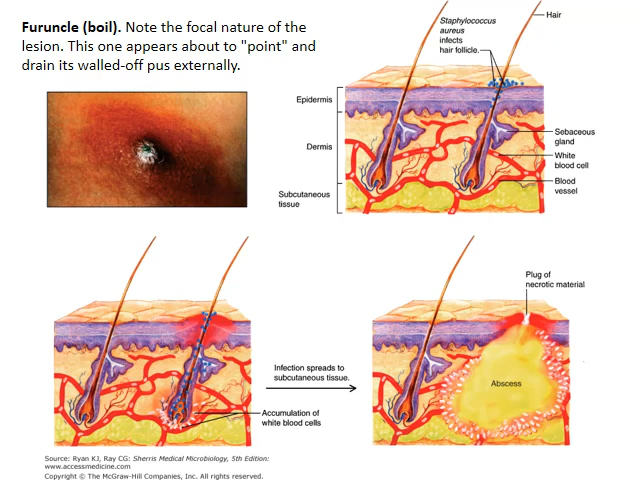 Furuncle (boil). Note the focal nature of the
lesion. This one appears about to "point" and
drain its walled-off pus externally.
Staphylococcus
aureus
infects
hair follicle.
Hair
Epidermis
Dermis
Subcutaneous
tissue
Sebaceous
gland
White
blood cell
Blood
vessel
Infection spreads to
subcutaneous tissue.
Accumulation of
white blood cells
Plug of
necrotic material
Abscess
Source: Ryan KJ, Ray CG: Sherris Medical Microbiology, 5th Edition:
www.accessmedicine.com
Copyright © The McGraw-Hill Companies, Inc. All rights reserved.